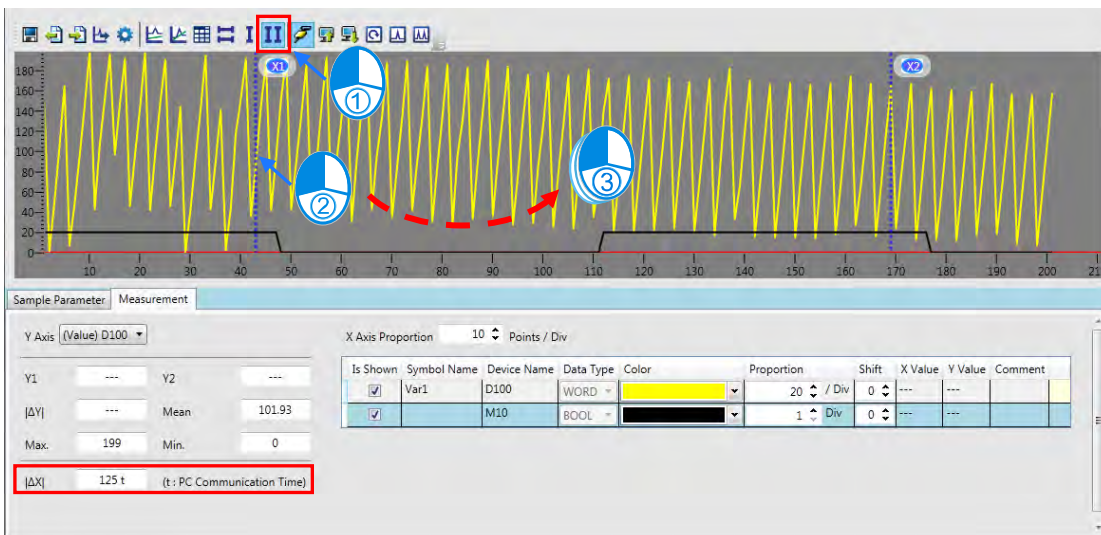 X1 X2
180
160
140
120
100
80
60
40
20
0
①
②
③
10 20 30 40 50 60 70 80 90 100 110 120 130 140 150 160 170 180 190 200 21
Sample Parameter Measurement
Y Axis (Value) D100 X Axis Proportion 10 Points / Div
Is Shown Symbol Name Device Name Data Type Color Proportion Shift X Value Y Value Comment
Y1 --- Y2 --- Var1 D100 WORD 20 / Div 0 --- ---
|ΔY| --- Mean 101.93 M10 BOOL 1 Div 0 --- ---
Max. 199 Min. 0
|ΔX| 125 t (t : PC Communication Time)